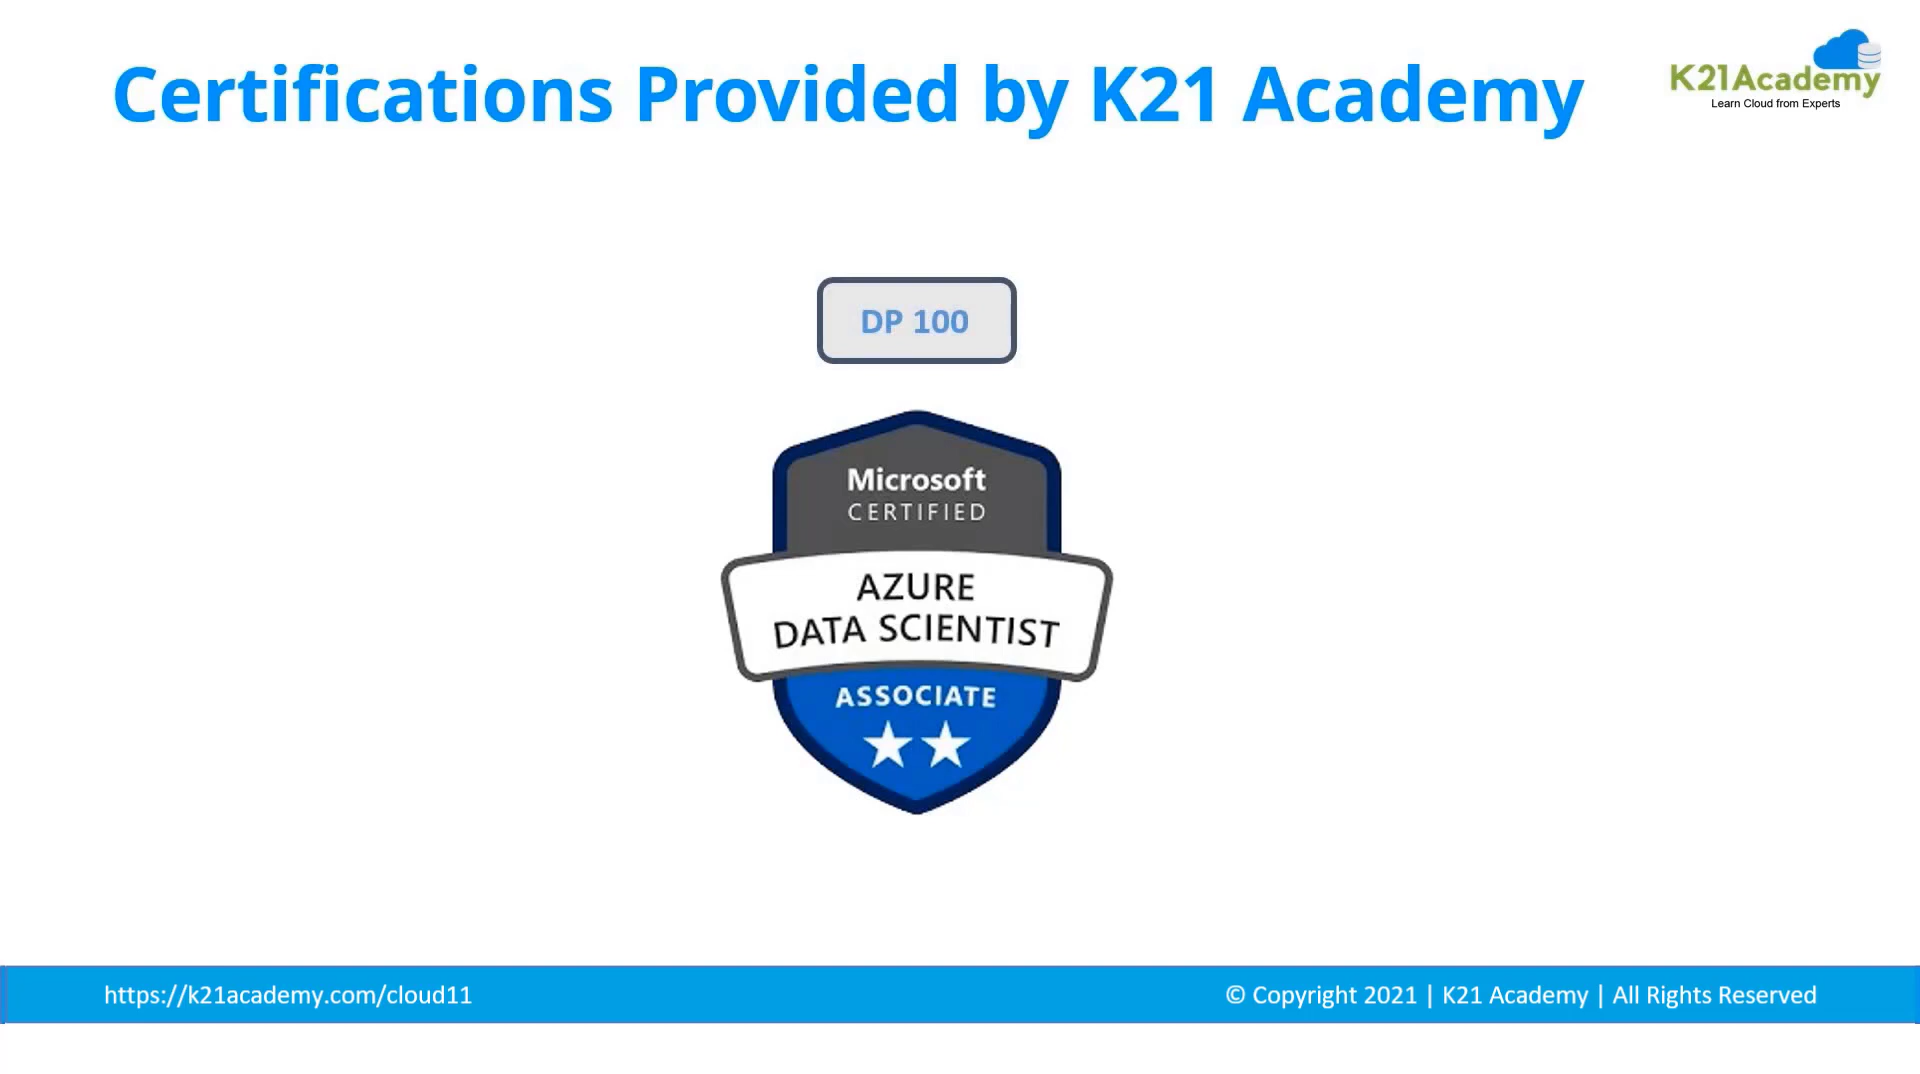 Certifications Provided by K21 Academy
K21Academy
Learn Cloud from Experts
DP 100
Microsoft
CERTIFIED
AZURE
DATA SCIENTIST
ASSOCIATE
https://k21academy.com/cloud11
© Copyright 2021 | K21 Academy | All Rights Reserved